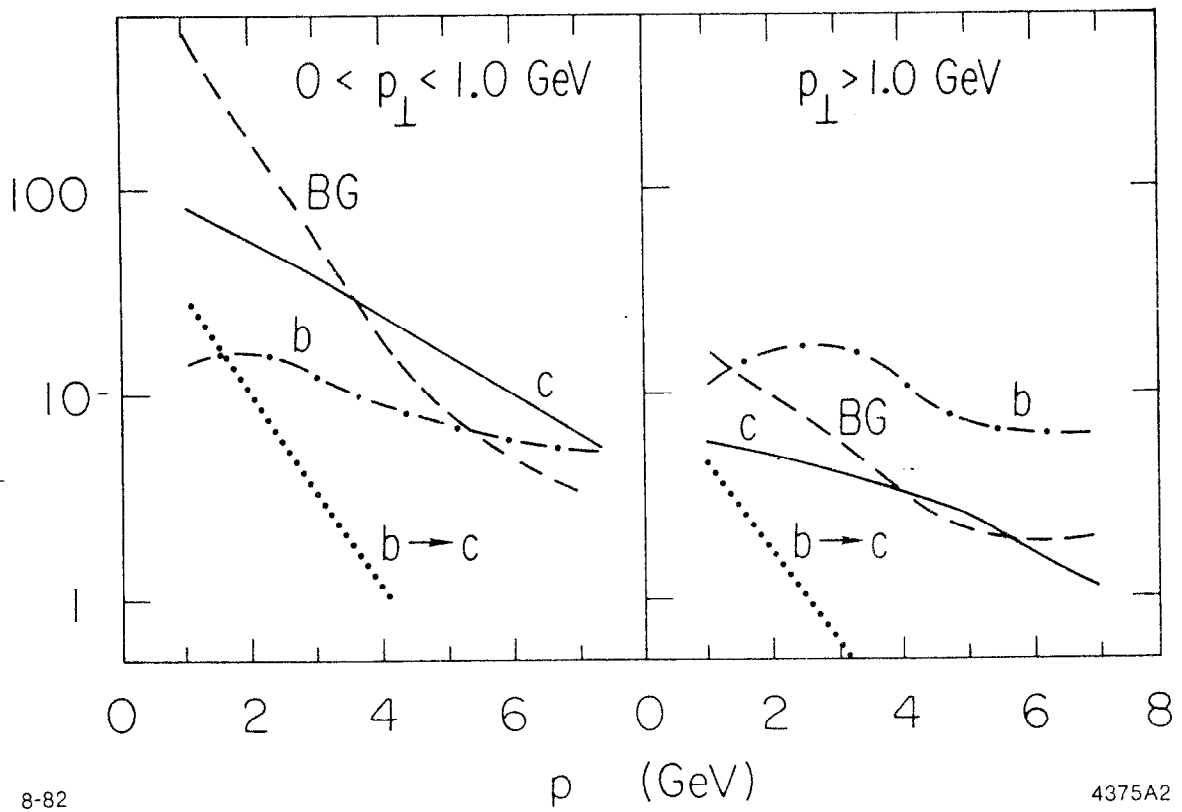 0 < p⊥ < 1.0 GeV
p⊥ > 1.0 GeV
100
10
1
BG
b
c
b → c
b
BG
c
b → c
0 2 4 6 0 2 4 6 8
p (GeV)
8-82
4375A2